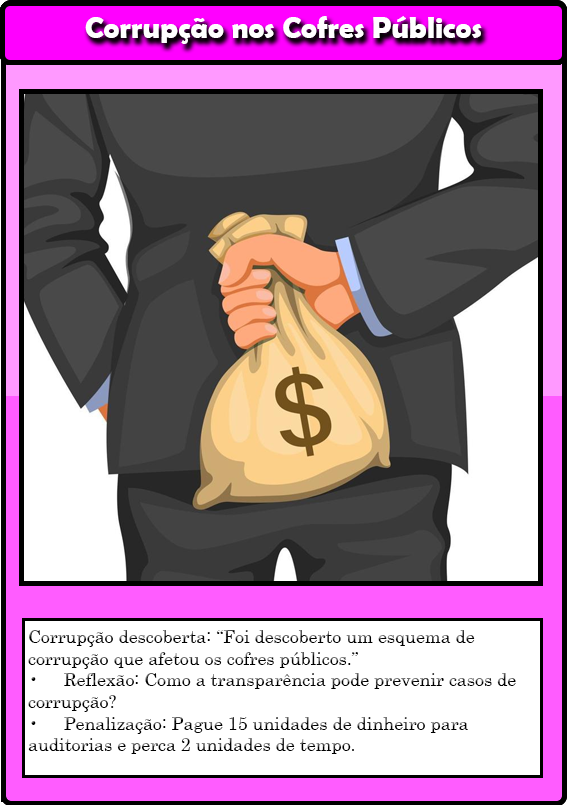 Corrupção nos Cofres Públicos
$
Corrupção descoberta: “Foi descoberto um esquema de
corrupção que afetou os cofres públicos.”
• Reflexão: Como a transparência pode prevenir casos de
corrupção?
• Penalização: Pague 15 unidades de dinheiro para
auditorias e perca 2 unidades de tempo.